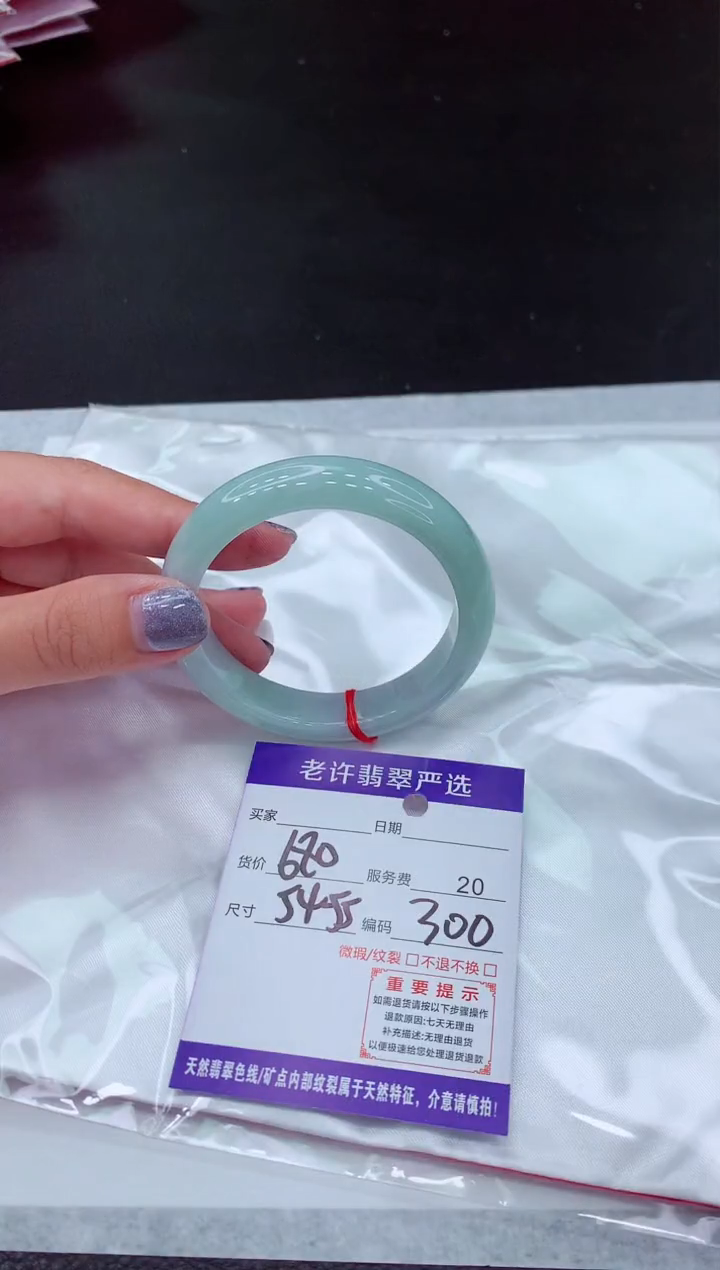 老许翡翠严选
买家 日期
货价 620 服务费 20
尺寸 54-55 编码 300
微瑕/纹裂 □ 不退不换 □
重要提示
如需退货请按以下步骤操作
退款原因:七天无理由
补充描述:无理由退货
以便极速给您处理退货退款
天然翡翠色线/矿点内部纹裂属于天然特征，介意请慎拍!